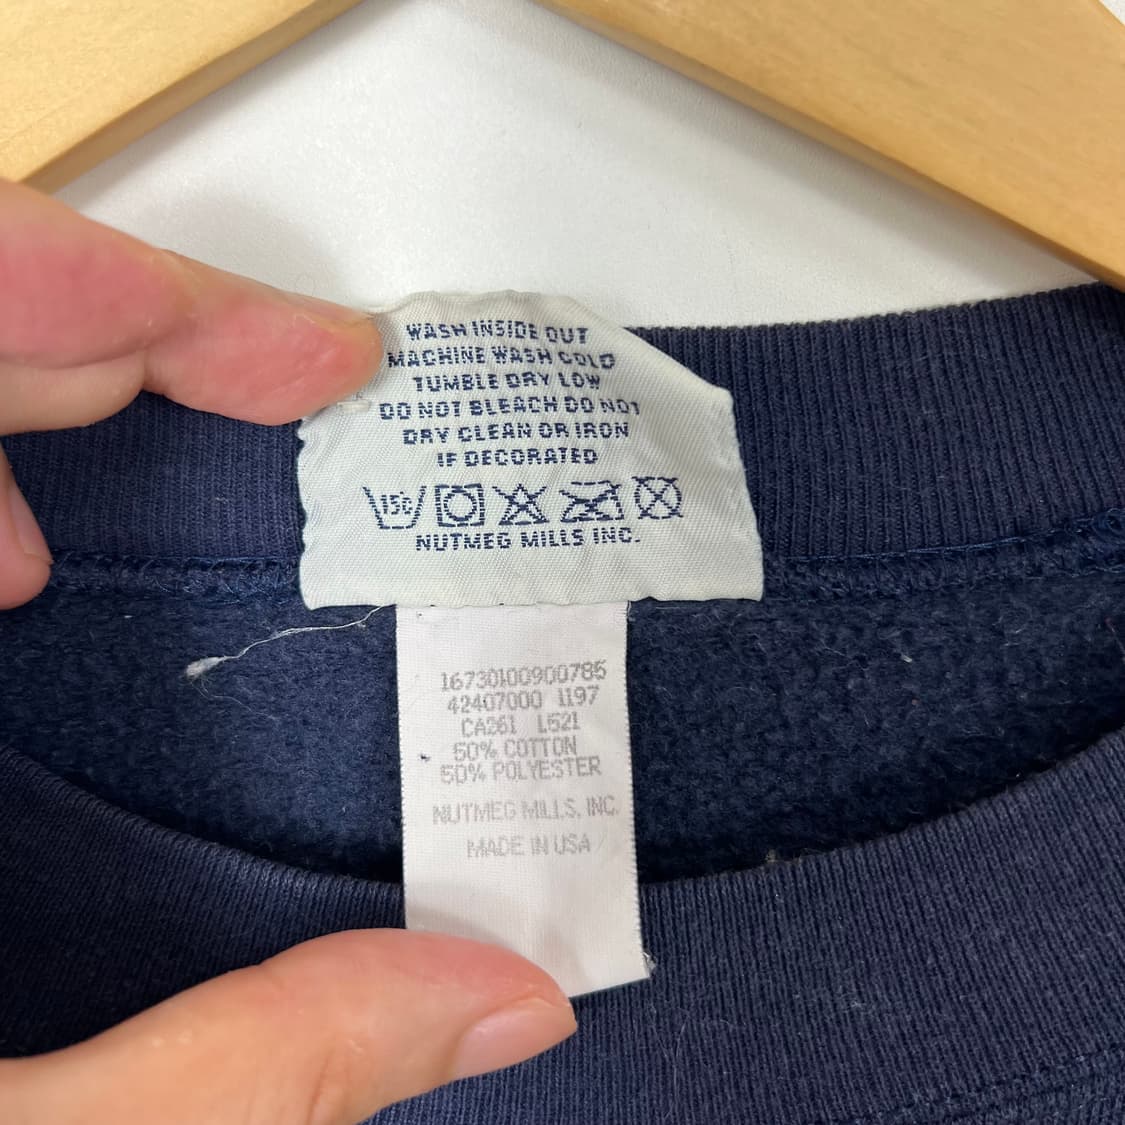 WASH INSIDE OUT
MACHINE WASH COLD
TUMBLE DRY LOW
DO NOT BLEACH DO NOT
DRY CLEAN OR IRON
IF DECORATED
15C
NUTMEG MILLS INC.
16730100900785
42407000 1197
CA261 L521
50% COTTON
50% POLYESTER
NUTMEG MILLS, INC.
MADE IN USA